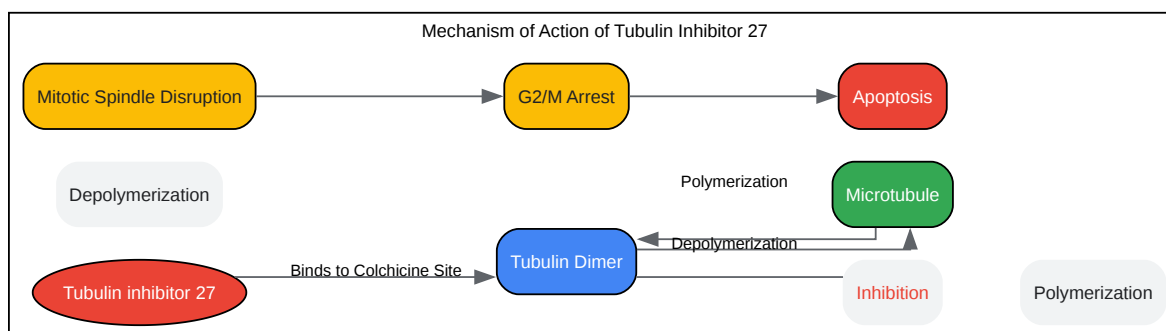 Mechanism of Action of Tubulin Inhibitor 27
Mitotic Spindle Disruption
G2/M Arrest
Apoptosis
Depolymerization
Polymerization
Microtubule
Depolymerization
Binds to Colchicine Site
Tubulin Dimer
Tubulin inhibitor 27
Inhibition
Polymerization